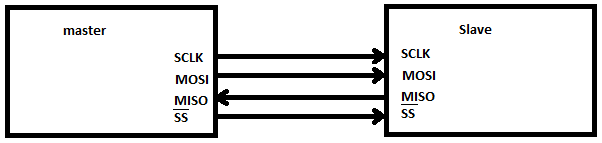 master
SCLK
MOSI
MISO
SS
Slave
SCLK
MOSI
MISO
SS